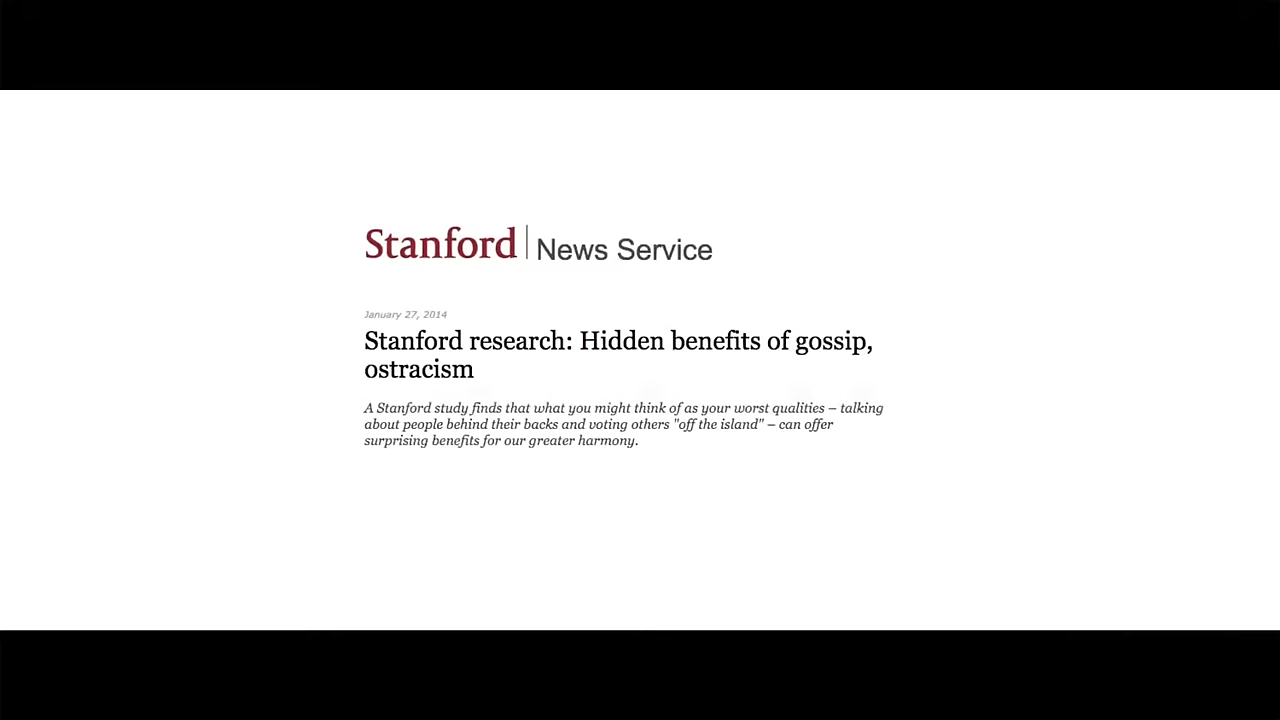 Stanford | News Service
January 27, 2014
Stanford research: Hidden benefits of gossip,
ostracism
A Stanford study finds that what you might think of as your worst qualities – talking
about people behind their backs and voting others "off the island" – can offer
surprising benefits for our greater harmony.